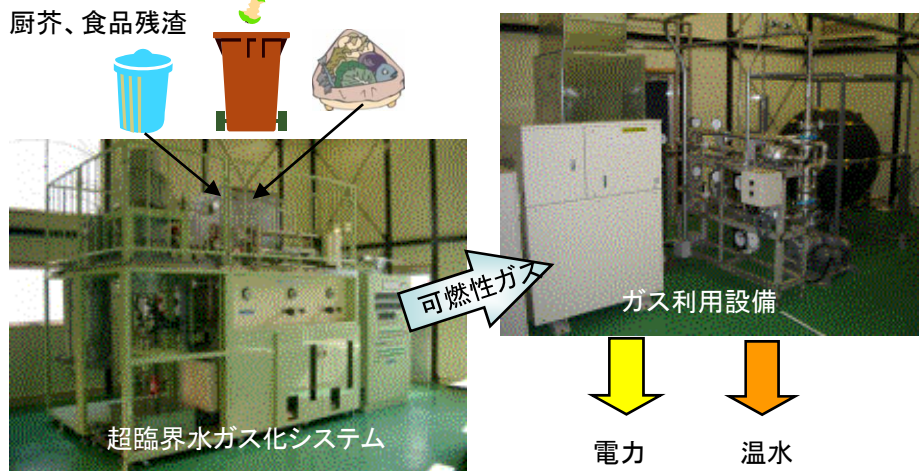 厨芥、食品残渣
可燃性ガス
ガス利用設備
超臨界水ガス化システム
電力
温水